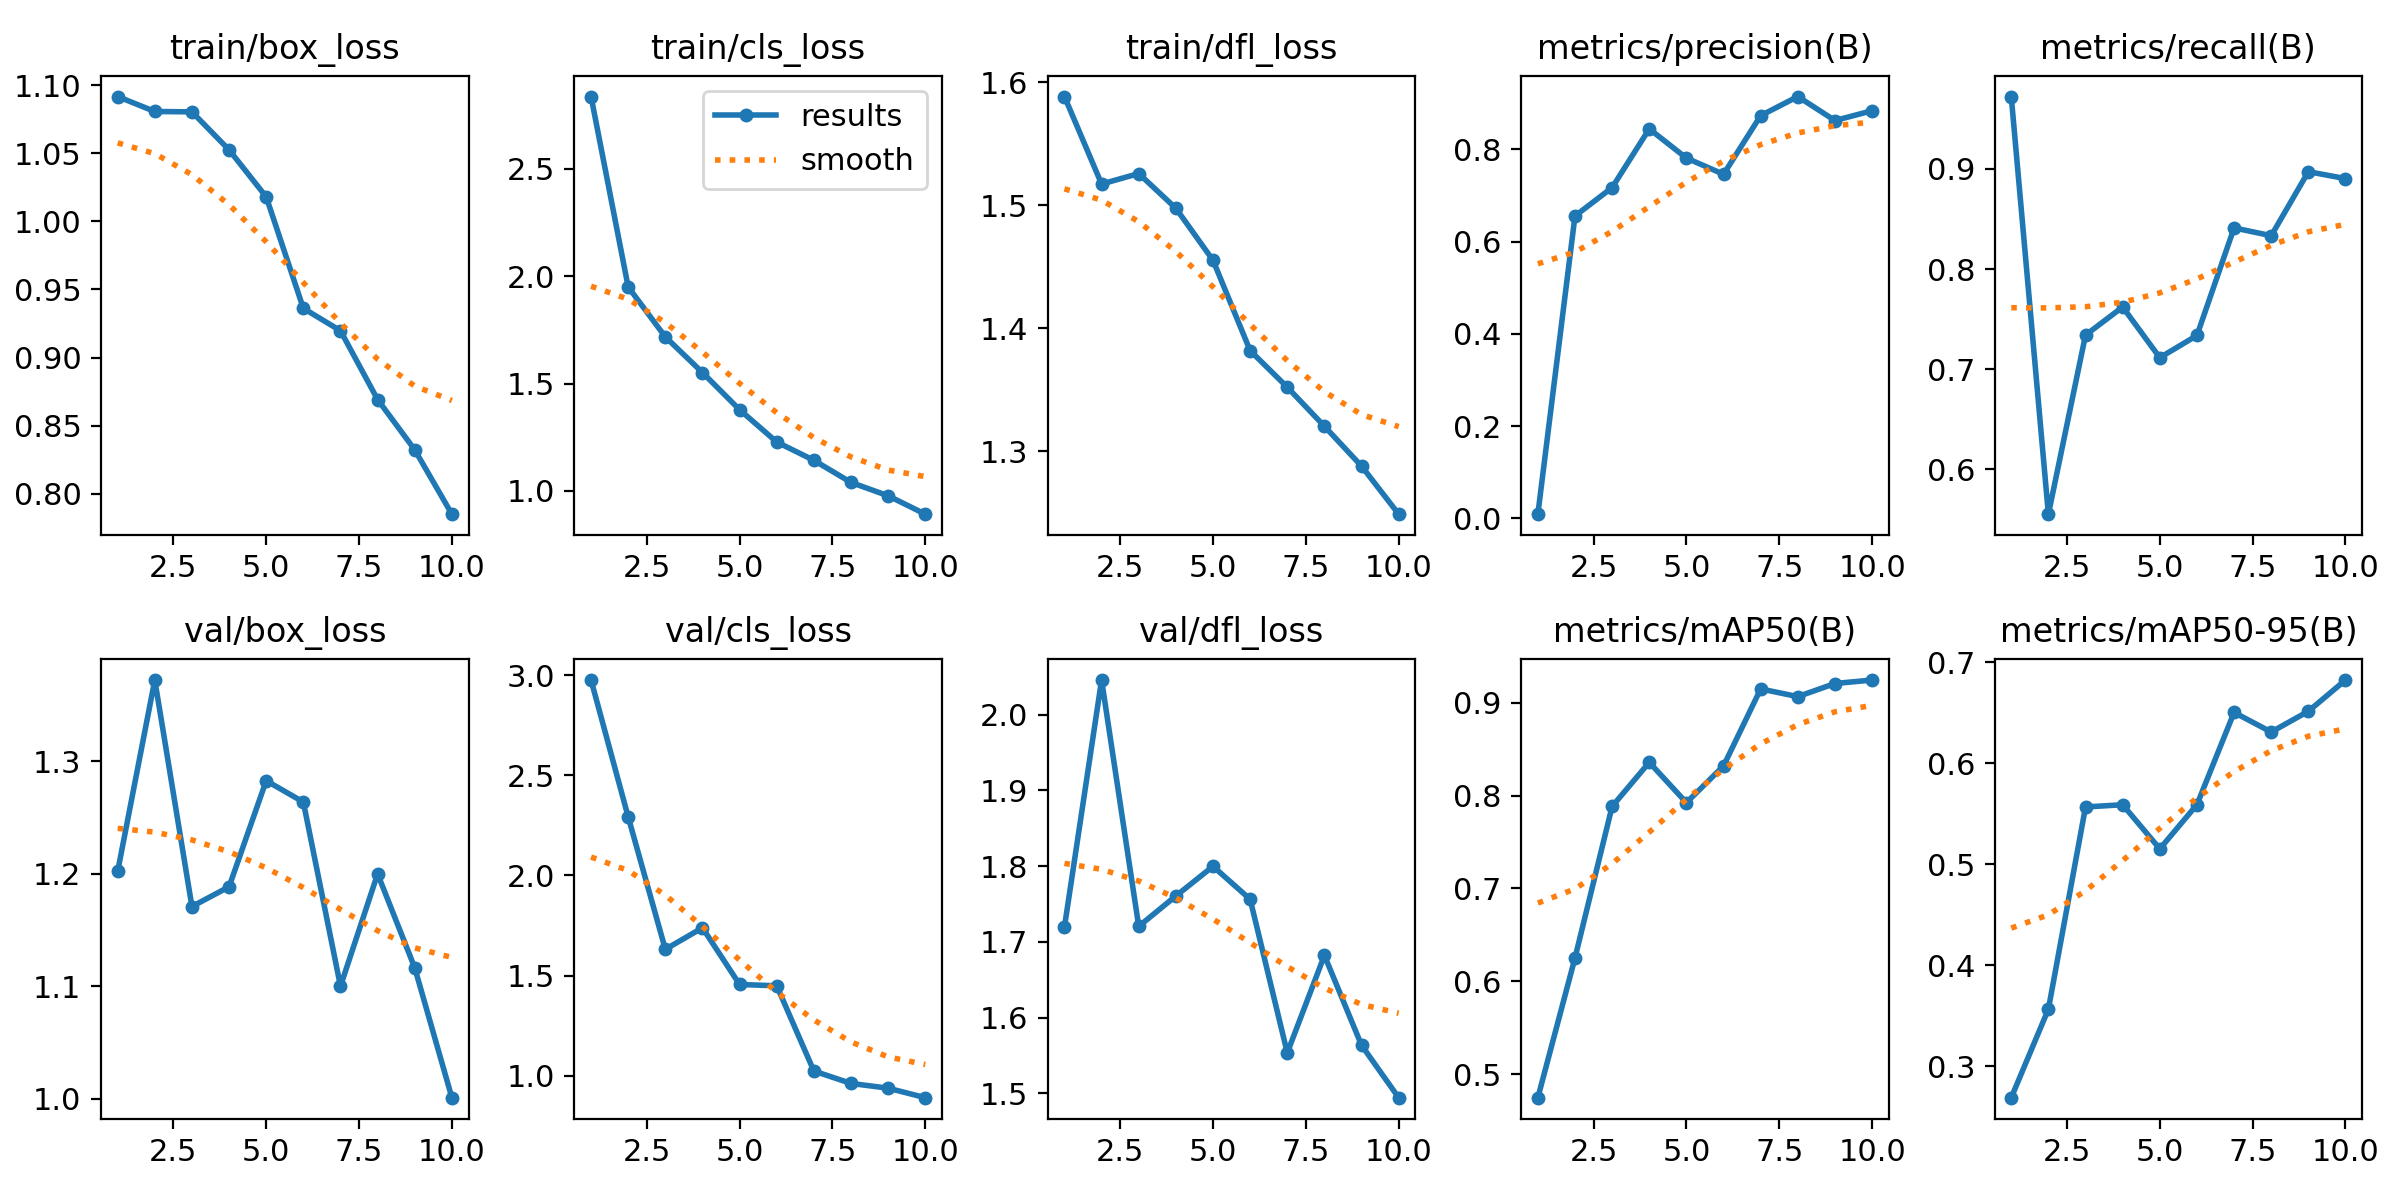 train/box_loss
train/cls_loss
train/dfl_loss
metrics/precision(B)
metrics/recall(B)
1.10
1.05
1.00
0.95
0.90
0.85
0.80
2.5 5.0 7.5 10.0
results
smooth
2.5
2.0
1.5
1.0
2.5 5.0 7.5 10.0
1.6
1.5
1.4
1.3
2.5 5.0 7.5 10.0
0.8
0.6
0.4
0.2
0.0
2.5 5.0 7.5 10.0
0.9
0.8
0.7
0.6
2.5 5.0 7.5 10.0
val/box_loss
val/cls_loss
val/dfl_loss
metrics/mAP50(B)
metrics/mAP50-95(B)
1.3
1.2
1.1
1.0
2.5 5.0 7.5 10.0
3.0
2.5
2.0
1.5
1.0
2.5 5.0 7.5 10.0
2.0
1.9
1.8
1.7
1.6
1.5
2.5 5.0 7.5 10.0
0.9
0.8
0.7
0.6
0.5
2.5 5.0 7.5 10.0
0.7
0.6
0.5
0.4
0.3
2.5 5.0 7.5 10.0